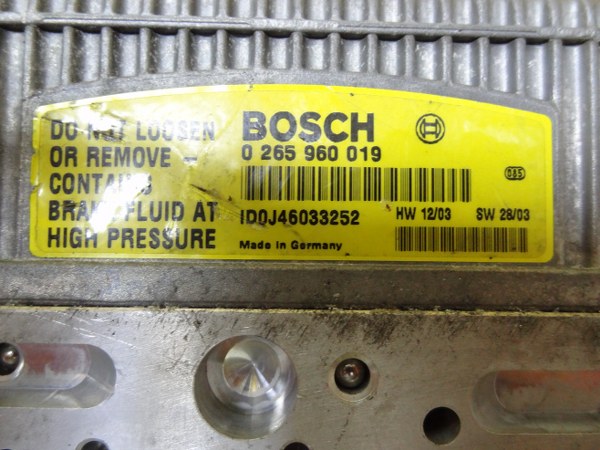 DO NOT LOOSEN
OR REMOVE -
CONTAINS
BRAKE FLUID AT
HIGH PRESSURE
BOSCH
0 265 960 019
085
ID0J46033252
HW 12/03 SW 28/03
Made in Germany